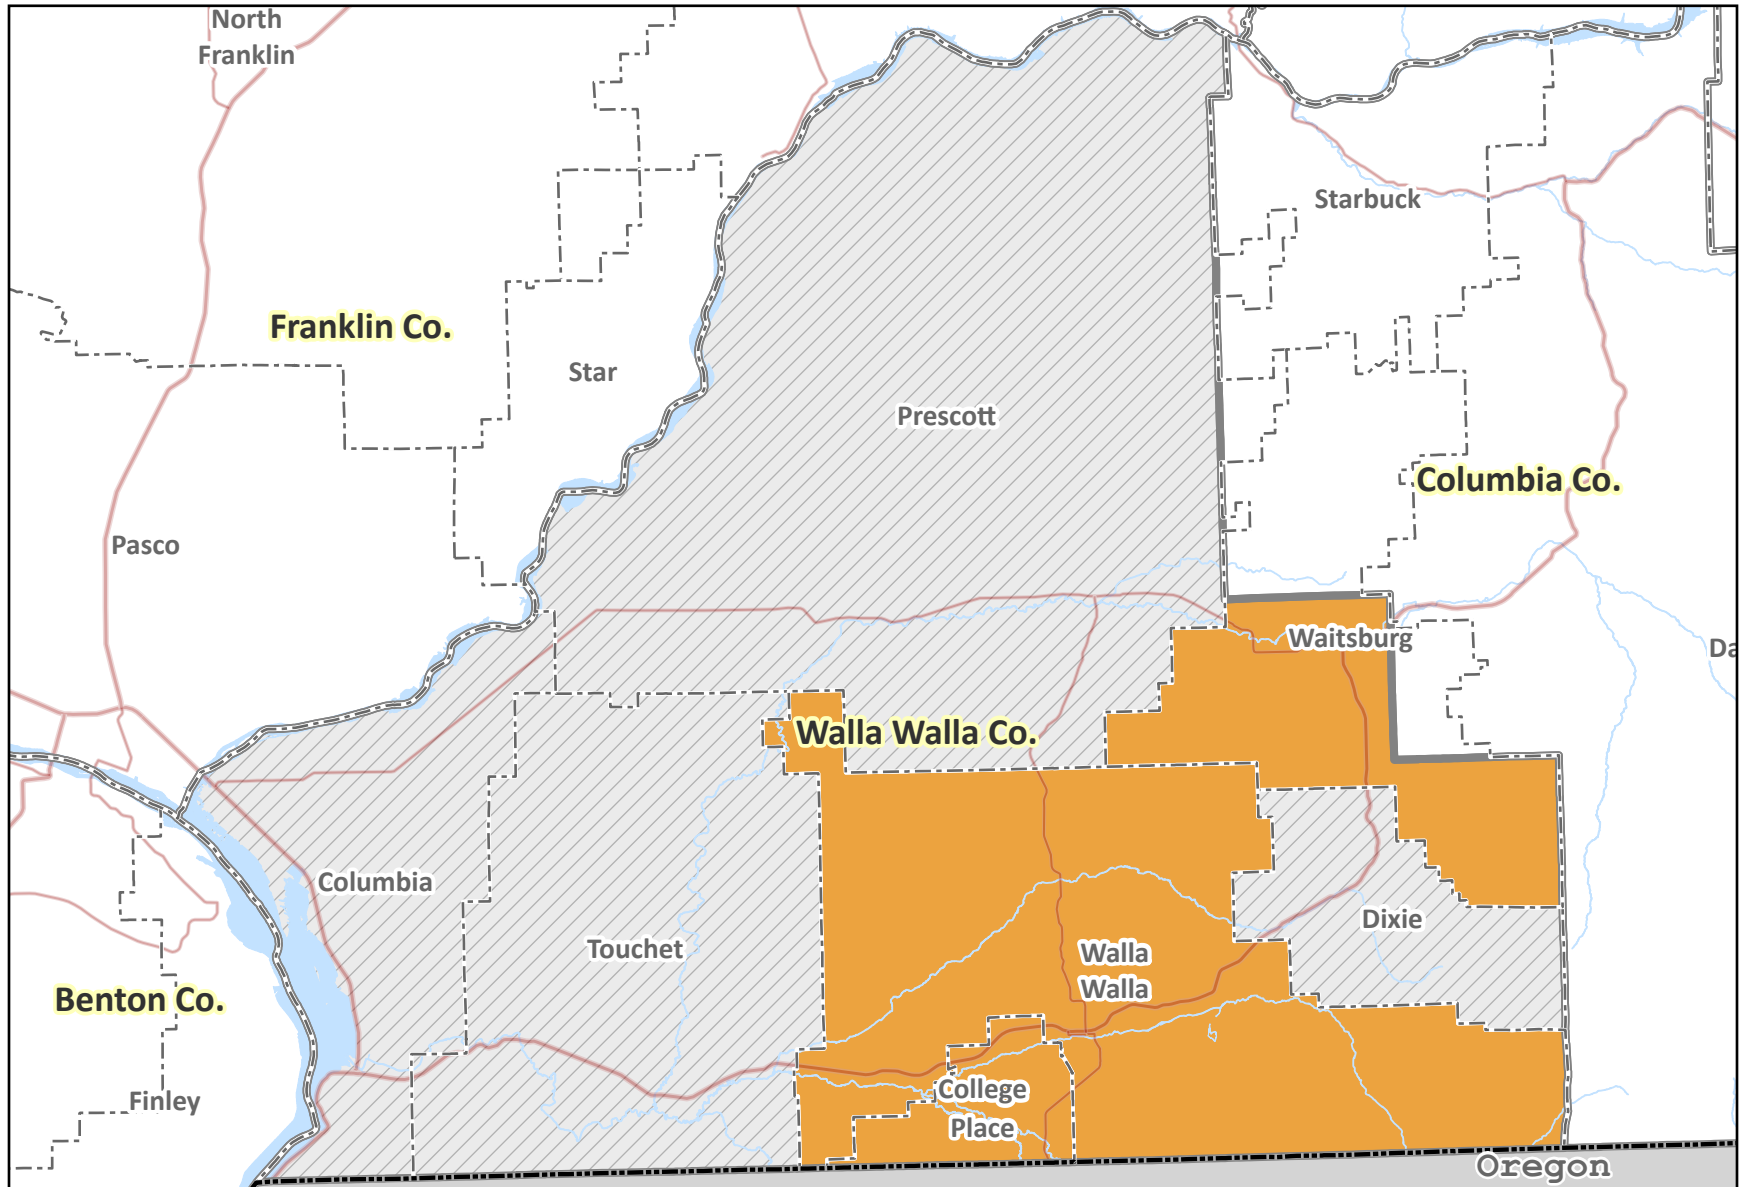 North
Franklin
Starbuck
Franklin Co.
Star
Prescott
Columbia Co.
Pasco
Waitsburg
Da
Walla Walla Co.
Columbia
Dixie
Touchet
Walla
Walla
Benton Co.
College
Place
Finley
Oregon